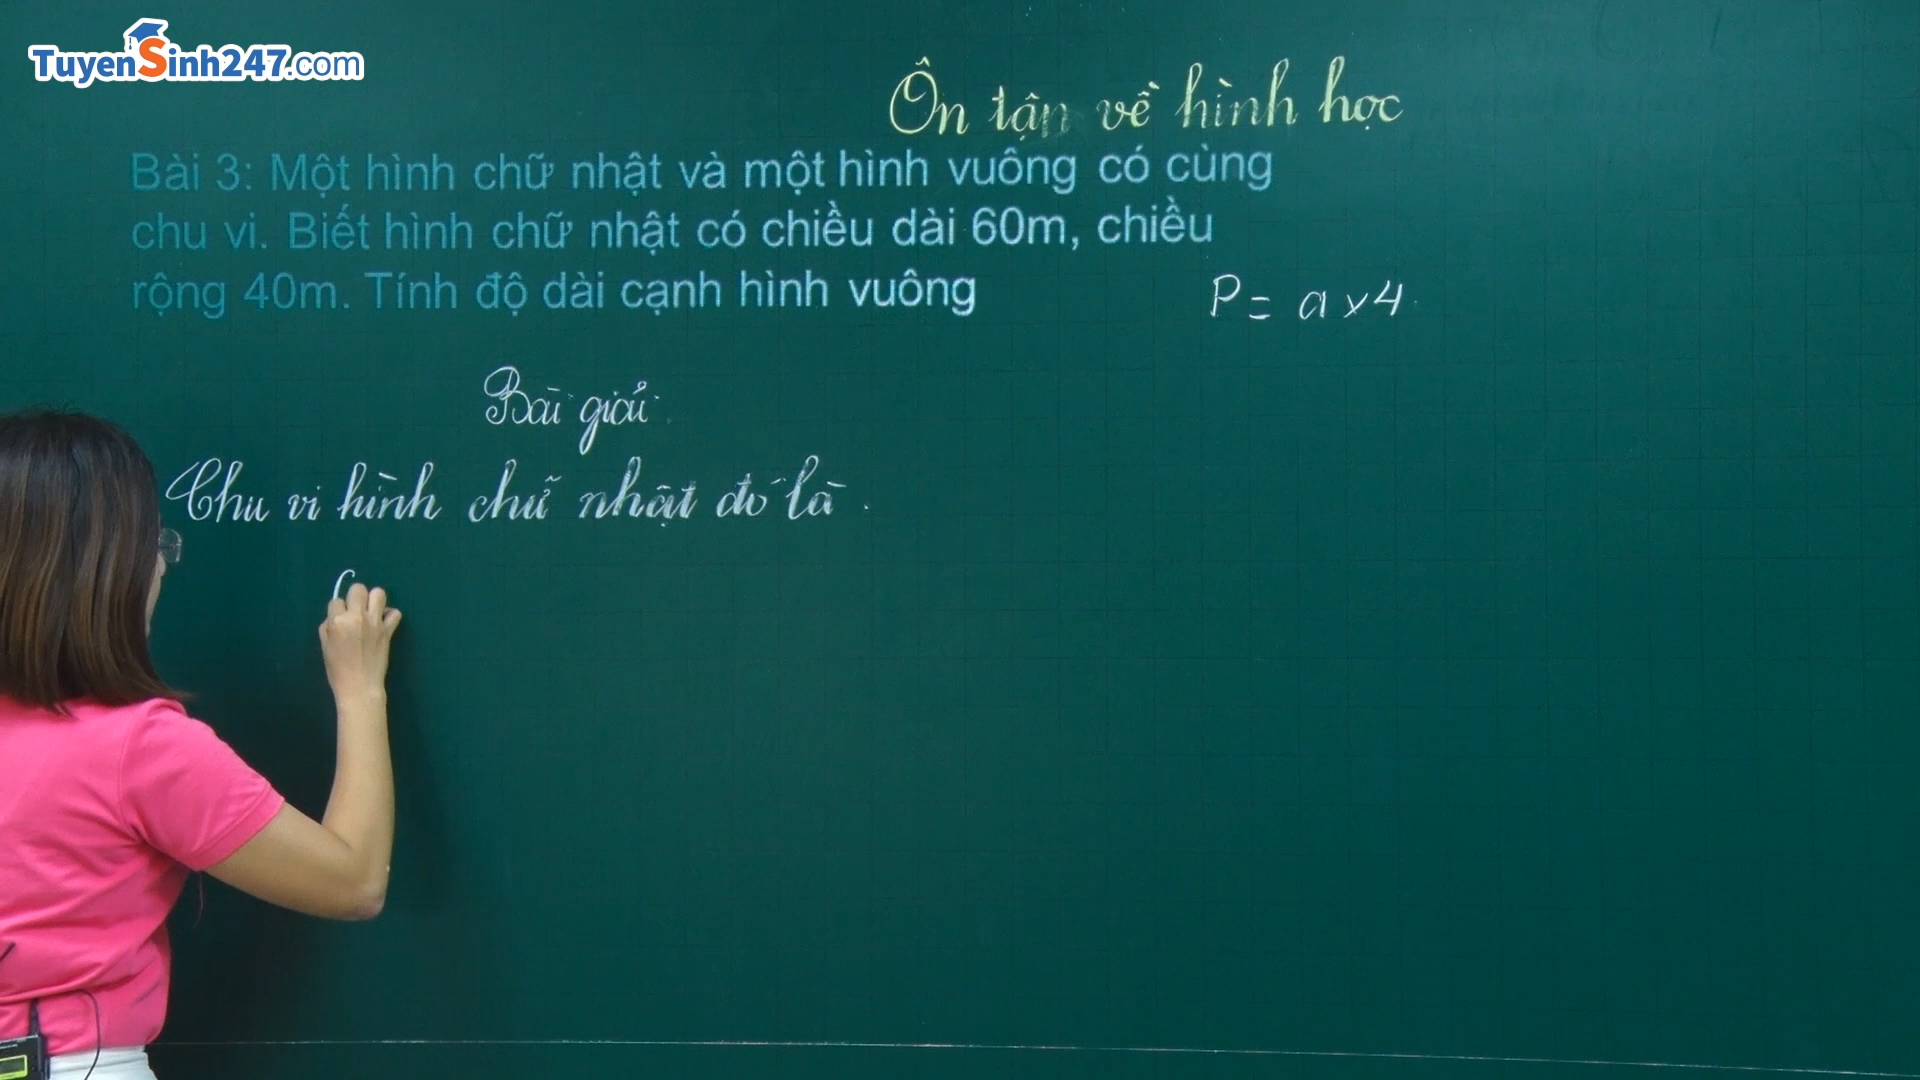 TuyenSinh247.com
Ôn tập về hình học
Bài 3: Một hình chữ nhật và một hình vuông có cùng
chu vi. Biết hình chữ nhật có chiều dài 60m, chiều
rộng 40m. Tính độ dài cạnh hình vuông
P = a x 4
Bài giải
Chu vi hình chữ nhật đó là
(